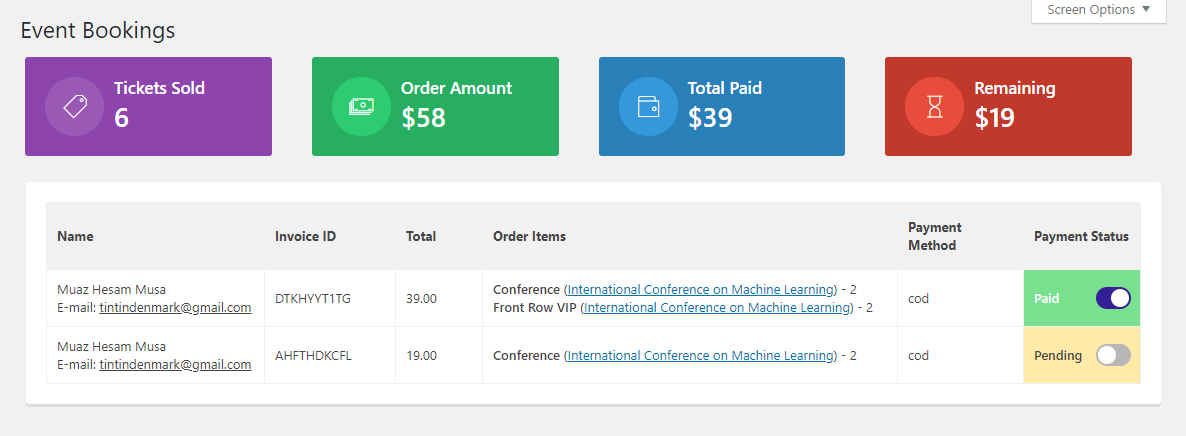 Screen Options
Event Bookings
Tickets Sold
6
Order Amount
$58
Total Paid
$39
Remaining
$19
Name
Invoice ID
Total
Order Items
Payment
Method
Payment Status
Muaz Hesam Musa
E-mail: tintindenmark@gmail.com
DTKHYYT1TG
39.00
Conference (International Conference on Machine Learning) - 2
Front Row VIP (International Conference on Machine Learning) - 2
cod
Paid
Muaz Hesam Musa
E-mail: tintindenmark@gmail.com
AHFTHDKCFL
19.00
Conference (International Conference on Machine Learning) - 2
cod
Pending